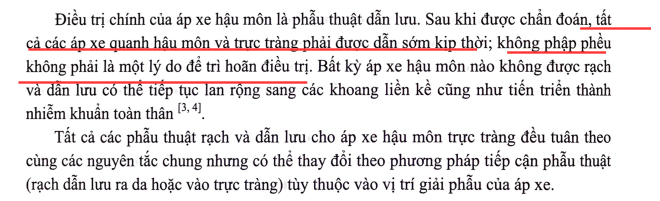 Điều trị chính của áp xe hậu môn là phẫu thuật dẫn lưu. Sau khi được chẩn đoán, tất
cả các áp xe quanh hậu môn và trực tràng phải được dẫn sớm kịp thời; không phập phều
không phải là một lý do để trì hoãn điều trị. Bất kỳ áp xe hậu môn nào không được rạch
và dẫn lưu có thể tiếp tục lan rộng sang các khoang liền kề cũng như tiến triển thành
nhiễm khuẩn toàn thân [3, 4].
Tất cả các phẫu thuật rạch và dẫn lưu cho áp xe hậu môn trực tràng đều tuân theo
cùng các nguyên tắc chung nhưng có thể thay đổi theo phương pháp tiếp cận phẫu thuật
(rạch dẫn lưu ra da hoặc vào trực tràng) tùy thuộc vào vị trí giải phẫu của áp xe.